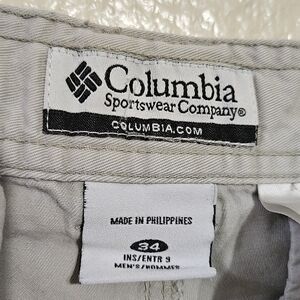 Columbia
Sportswear Company®
COLUMBIA.COM
MADE IN PHILIPPINES
34
INS/ENTR 9
MEN'S/HOMMES